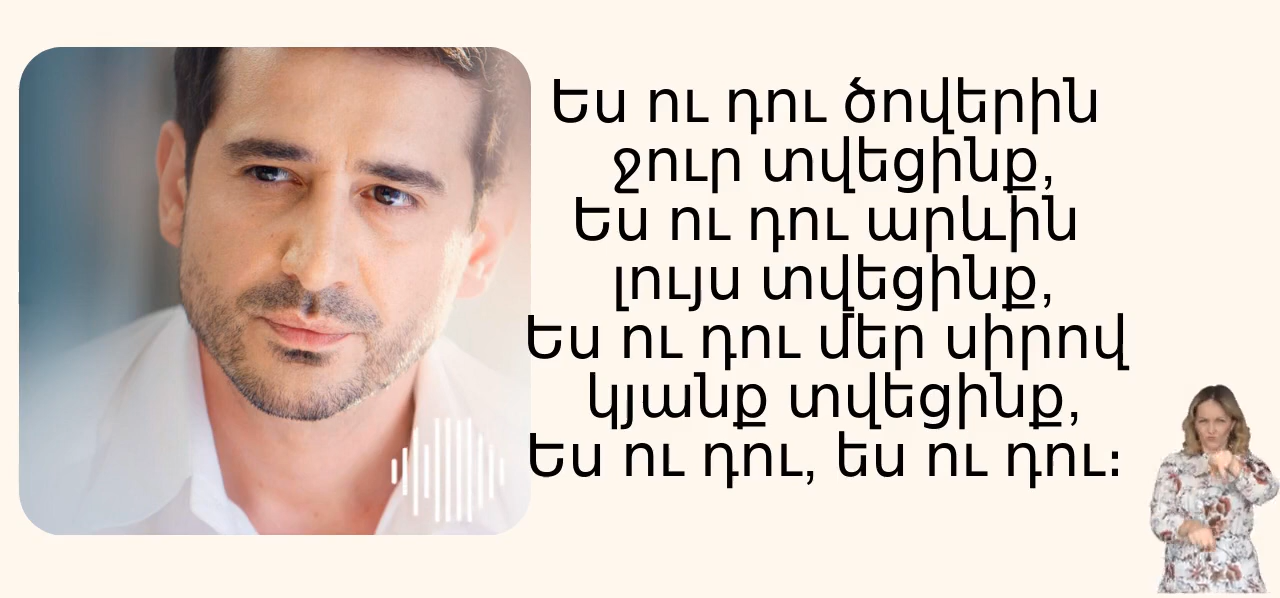 Ես ու դու ծովերին
ջուր տվեցինք,
Ես ու դու արևին
լույս տվեցինք,
Ես ու դու մեր սիրով
կյանք տվեցինք,
Ես ու դու, ես ու դու։